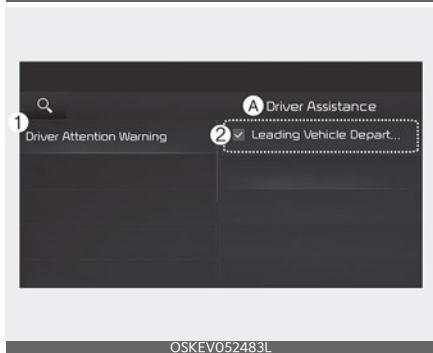 A Driver Assistance
1 Driver Attention Warning
2 Leading Vehicle Depart...
OSKEV052483L